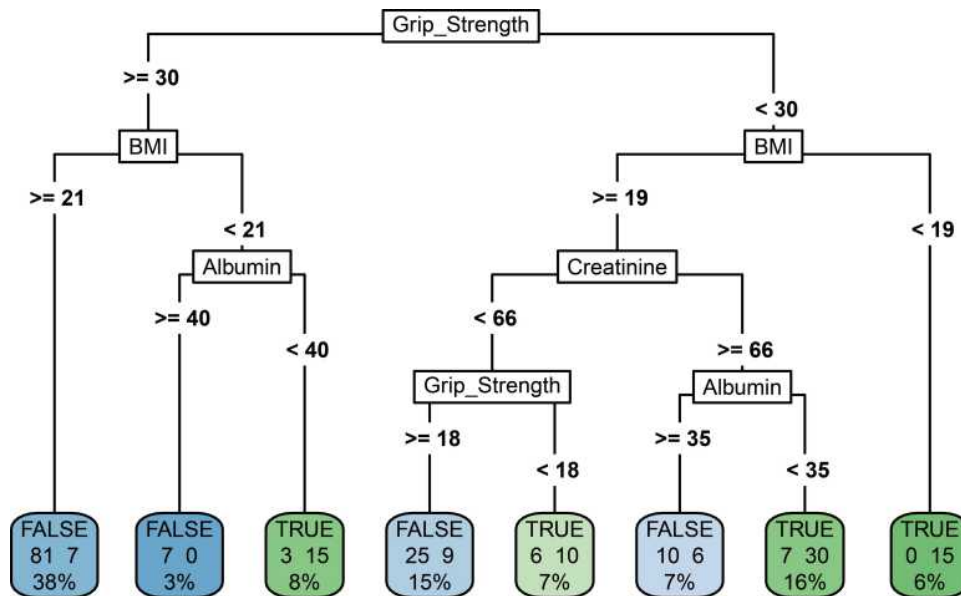 Grip_Strength
>= 30
< 30
BMI
BMI
>= 21
< 21
>= 19
< 19
Albumin
Creatinine
>= 40
< 40
< 66
>= 66
Grip_Strength
Albumin
>= 18
< 18
>= 35
< 35
FALSE
81 7
38%
FALSE
7 0
3%
TRUE
3 15
8%
FALSE
25 9
15%
TRUE
6 10
7%
FALSE
10 6
7%
TRUE
7 30
16%
TRUE
0 15
6%